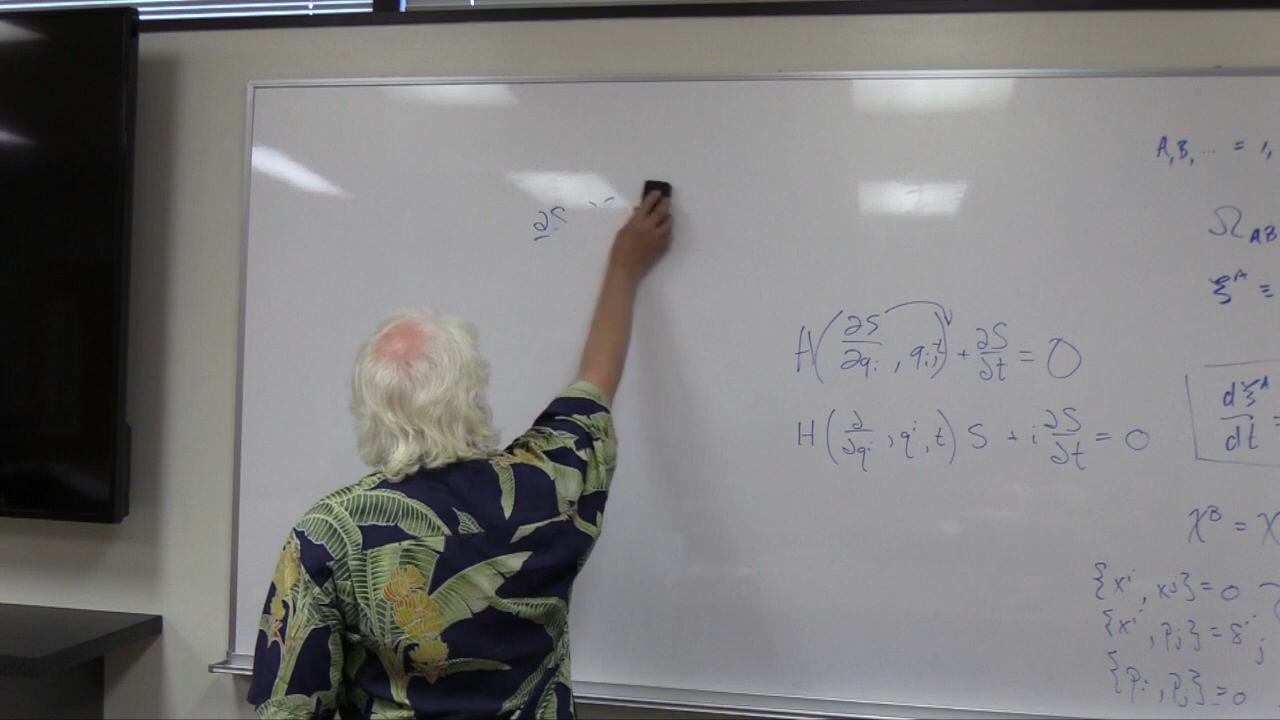 ∂S
H(∂S/∂qᵢ, qᵢ, t) + ∂S/∂t = 0
H(∂/∂qᵢ, qⁱ, t) S + i ∂S/∂t = 0
A,B, ... = 1,
Ω_AB
ξ^A ≡
dξ^A/dt =
χ^B = χ
{xⁱ, xʲ} = 0
{xⁱ, pⱼ} = δⁱⱼ
{pᵢ, pⱼ} = 0